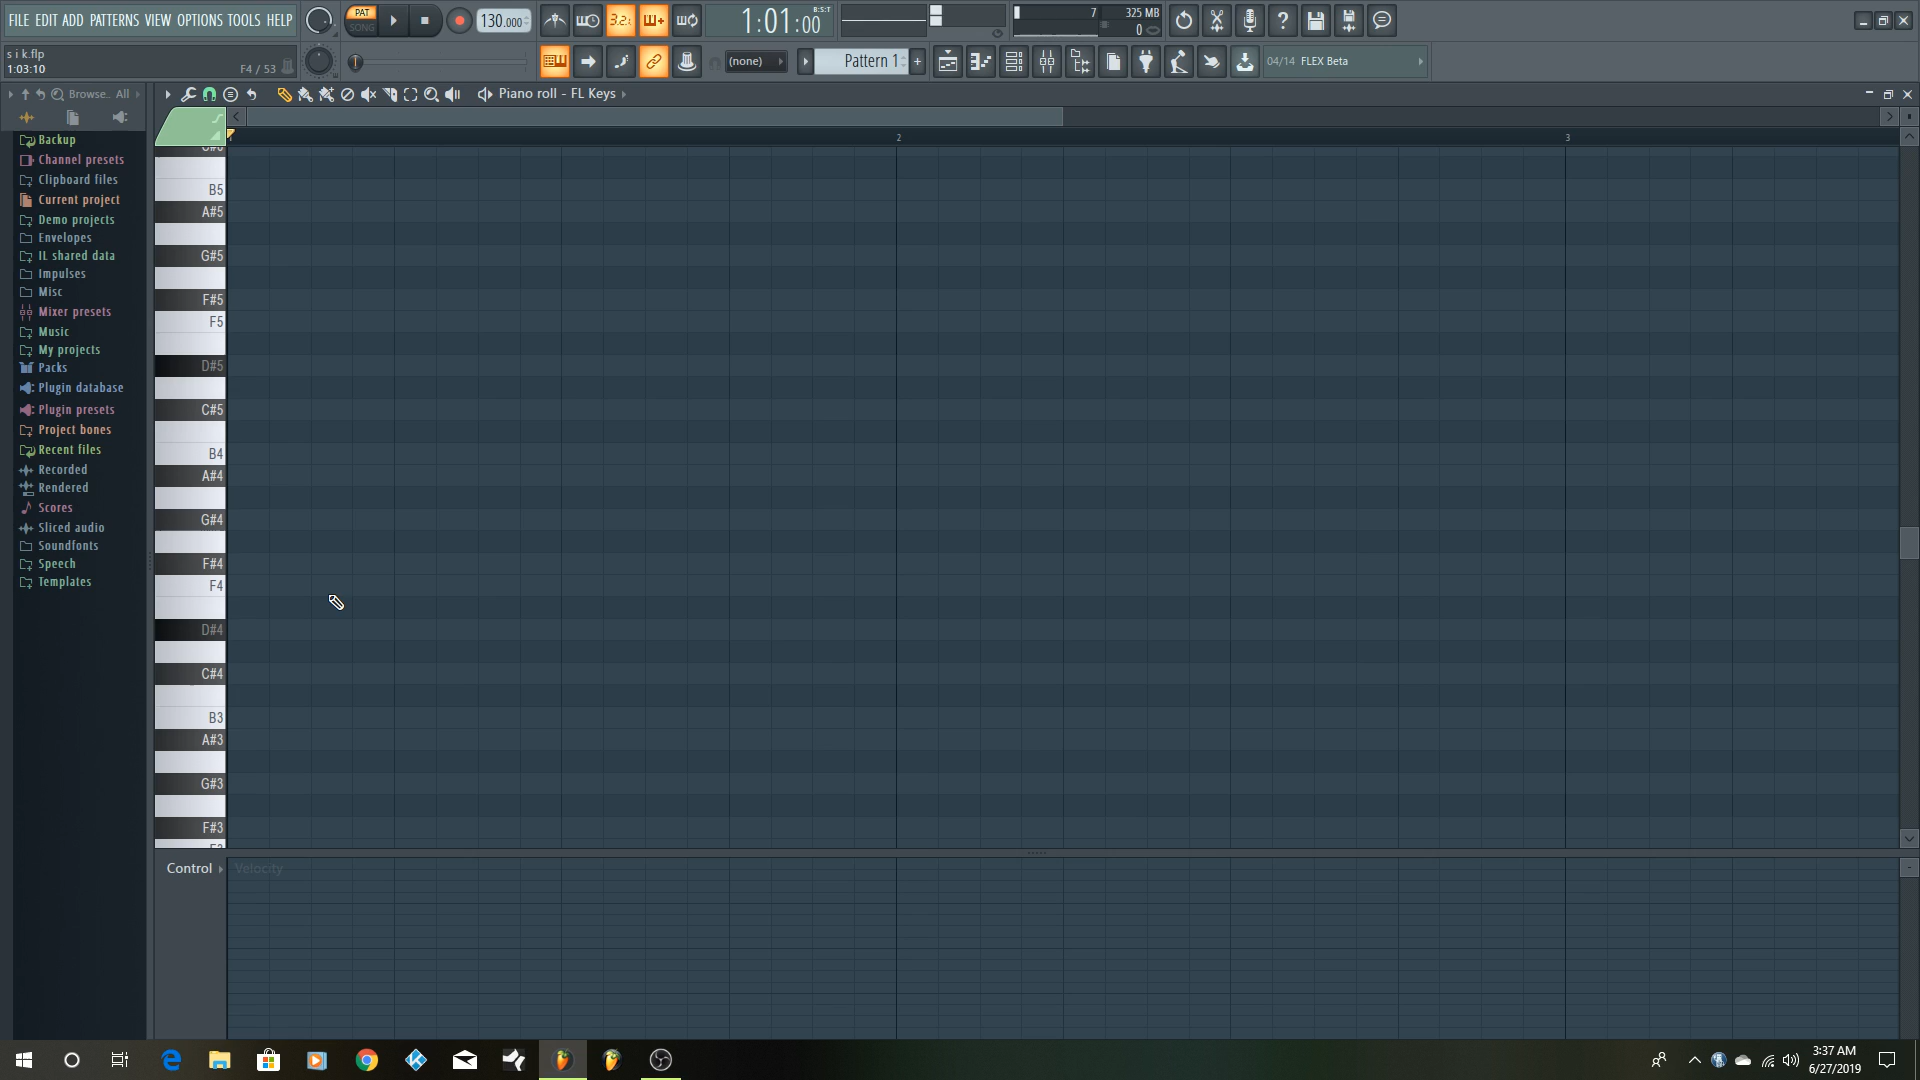 FILE EDIT ADD PATTERNS VIEW OPTIONS TOOLS HELP
PAT
SONG
130.000
3.2.
1:01:00
B:S:T
7
325 MB
0
s i k.flp
1:03:10
F4 / 53
(none)
Pattern 1
04/14 FLEX Beta
Browse.. All
Piano roll - FL Keys
Backup
Channel presets
Clipboard files
Current project
Demo projects
Envelopes
IL shared data
Impulses
Misc
Mixer presets
Music
My projects
Packs
Plugin database
Plugin presets
Project bones
Recent files
Recorded
Rendered
Scores
Sliced audio
Soundfonts
Speech
Templates
2
3
B5
A#5
G#5
F#5
F5
D#5
C#5
B4
A#4
G#4
F#4
F4
D#4
C#4
B3
A#3
G#3
F#3
Control
Velocity
3:37 AM
6/27/2019